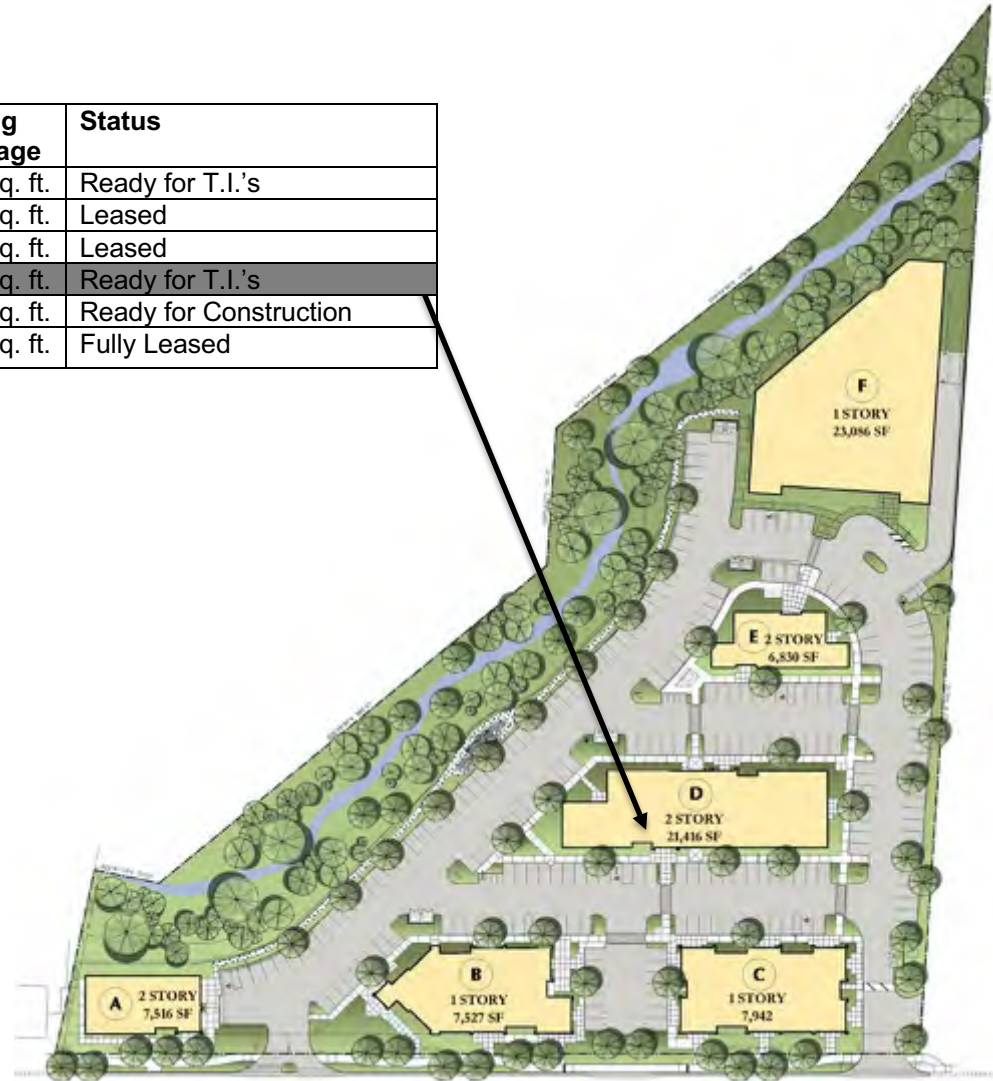 g Status
age
q. ft. Ready for T.I.'s
q. ft. Leased
q. ft. Leased
q. ft. Ready for T.I.'s
q. ft. Ready for Construction
q. ft. Fully Leased
F
1 STORY
23,086 SF
E 2 STORY
6,830 SF
D
2 STORY
21,416 SF
A 2 STORY
7,516 SF
B
1 STORY
7,527 SF
C
1 STORY
7,942